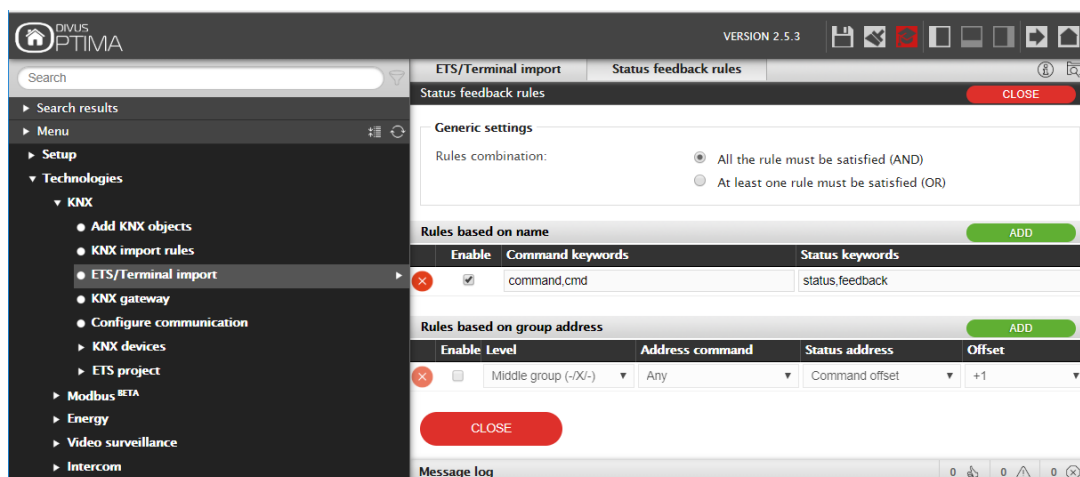 DIVUS
OPTIMA
VERSION 2.5.3
Search
Search results
Menu
Setup
Technologies
KNX
Add KNX objects
KNX import rules
ETS/Terminal import
KNX gateway
Configure communication
KNX devices
ETS project
Modbus BETA
Energy
Video surveillance
Intercom
ETS/Terminal import Status feedback rules
Status feedback rules CLOSE
Generic settings
Rules combination: All the rule must be satisfied (AND)
At least one rule must be satisfied (OR)
Rules based on name ADD
Enable Command keywords Status keywords
command,cmd status,feedback
Rules based on group address ADD
Enable Level Address command Status address Offset
Middle group (-/X/-) Any Command offset +1
CLOSE
Message log 0 0 0